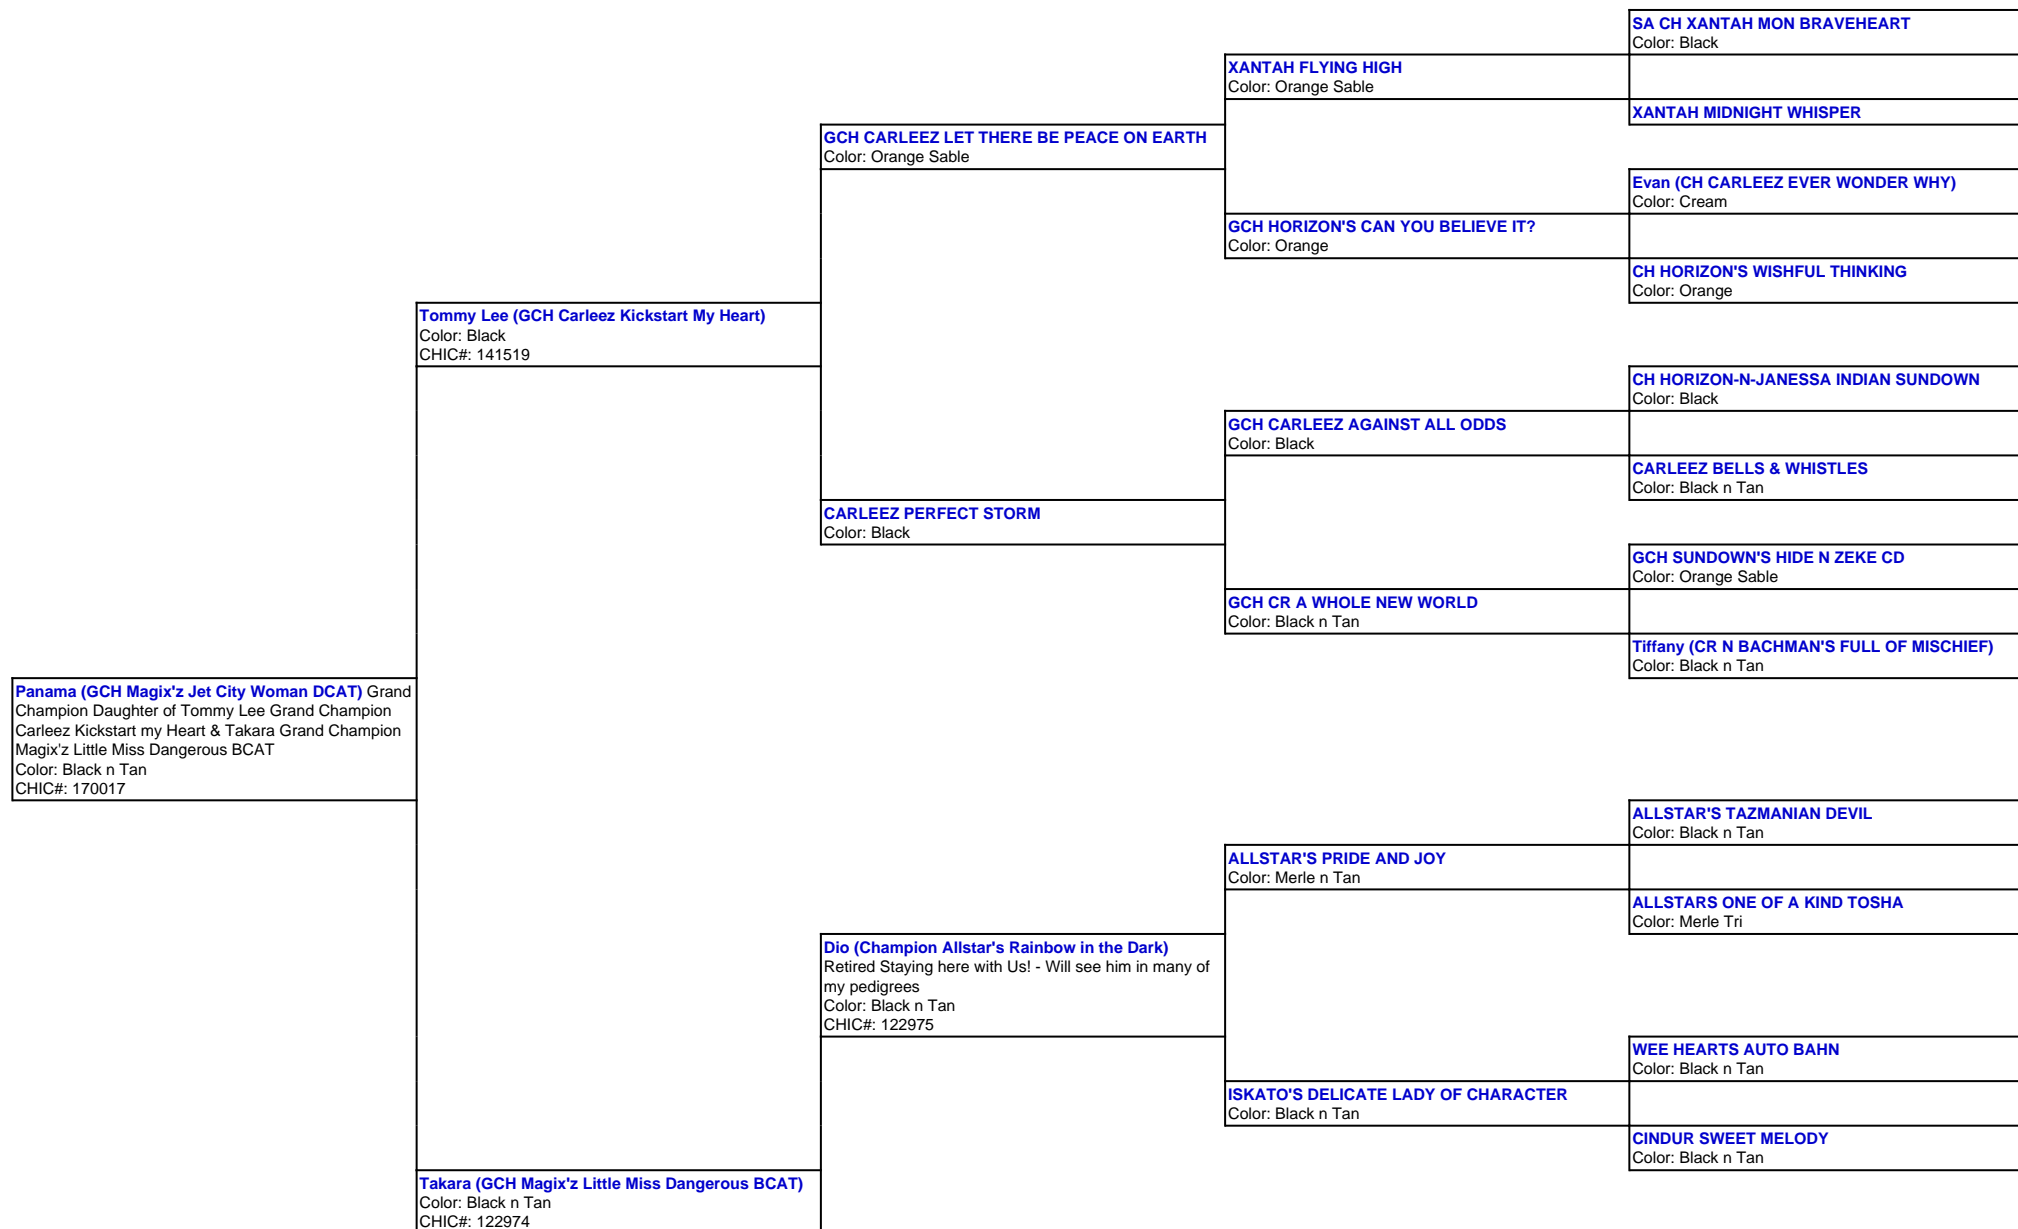 SA CH XANTAH MON BRAVEHEART
Color: Black
XANTAH FLYING HIGH
Color: Orange Sable
XANTAH MIDNIGHT WHISPER
GCH CARLEEZ LET THERE BE PEACE ON EARTH
Color: Orange Sable
Evan (CH CARLEEZ EVER WONDER WHY)
Color: Cream
GCH HORIZON'S CAN YOU BELIEVE IT?
Color: Orange
CH HORIZON'S WISHFUL THINKING
Color: Orange
Tommy Lee (GCH Carleez Kickstart My Heart)
Color: Black
CHIC#: 141519
CH HORIZON-N-JANESSA INDIAN SUNDOWN
Color: Black
GCH CARLEEZ AGAINST ALL ODDS
Color: Black
CARLEEZ BELLS & WHISTLES
Color: Black n Tan
CARLEEZ PERFECT STORM
Color: Black
GCH SUNDOWN'S HIDE N ZEKE CD
Color: Orange Sable
GCH CR A WHOLE NEW WORLD
Color: Black n Tan
Tiffany (CR N BACHMAN'S FULL OF MISCHIEF)
Color: Black n Tan
Panama (GCH Magix'z Jet City Woman DCAT) Grand
Champion Daughter of Tommy Lee Grand Champion
Carleez Kickstart my Heart & Takara Grand Champion
Magix'z Little Miss Dangerous BCAT
Color: Black n Tan
CHIC#: 170017
ALLSTAR'S TAZMANIAN DEVIL
Color: Black n Tan
ALLSTAR'S PRIDE AND JOY
Color: Merle n Tan
ALLSTARS ONE OF A KIND TOSHA
Color: Merle Tri
Dio (Champion Allstar's Rainbow in the Dark)
Retired Staying here with Us! - Will see him in many of
my pedigrees
Color: Black n Tan
CHIC#: 122975
WEE HEARTS AUTO BAHN
Color: Black n Tan
ISKATO'S DELICATE LADY OF CHARACTER
Color: Black n Tan
CINDUR SWEET MELODY
Color: Black n Tan
Takara (GCH Magix'z Little Miss Dangerous BCAT)
Color: Black n Tan
CHIC#: 122974